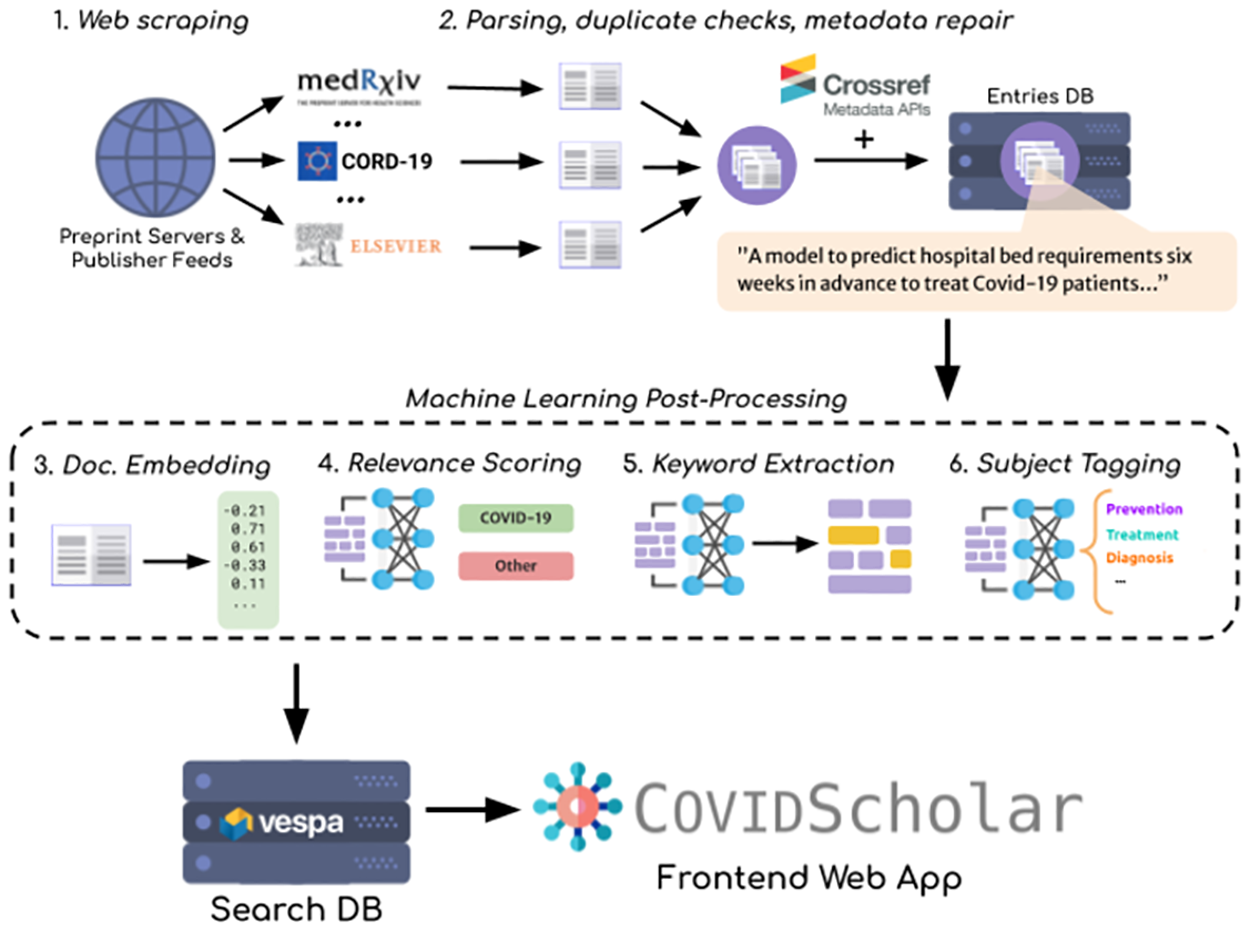 1. Web scraping
2. Parsing, duplicate checks, metadata repair
medRχiv
THE PREPRINT SERVER FOR HEALTH SCIENCES
...
CORD-19
...
ELSEVIER
Preprint Servers &
Publisher Feeds
Crossref
Metadata APIs
+
Entries DB
"A model to predict hospital bed requirements six
weeks in advance to treat Covid-19 patients..."
Machine Learning Post-Processing
3. Doc. Embedding
-0.21
0.71
0.61
-0.33
0.11
...
4. Relevance Scoring
COVID-19
Other
5. Keyword Extraction
6. Subject Tagging
Prevention
Treatment
Diagnosis
...
vespa
Search DB
COVIDScholar
Frontend Web App